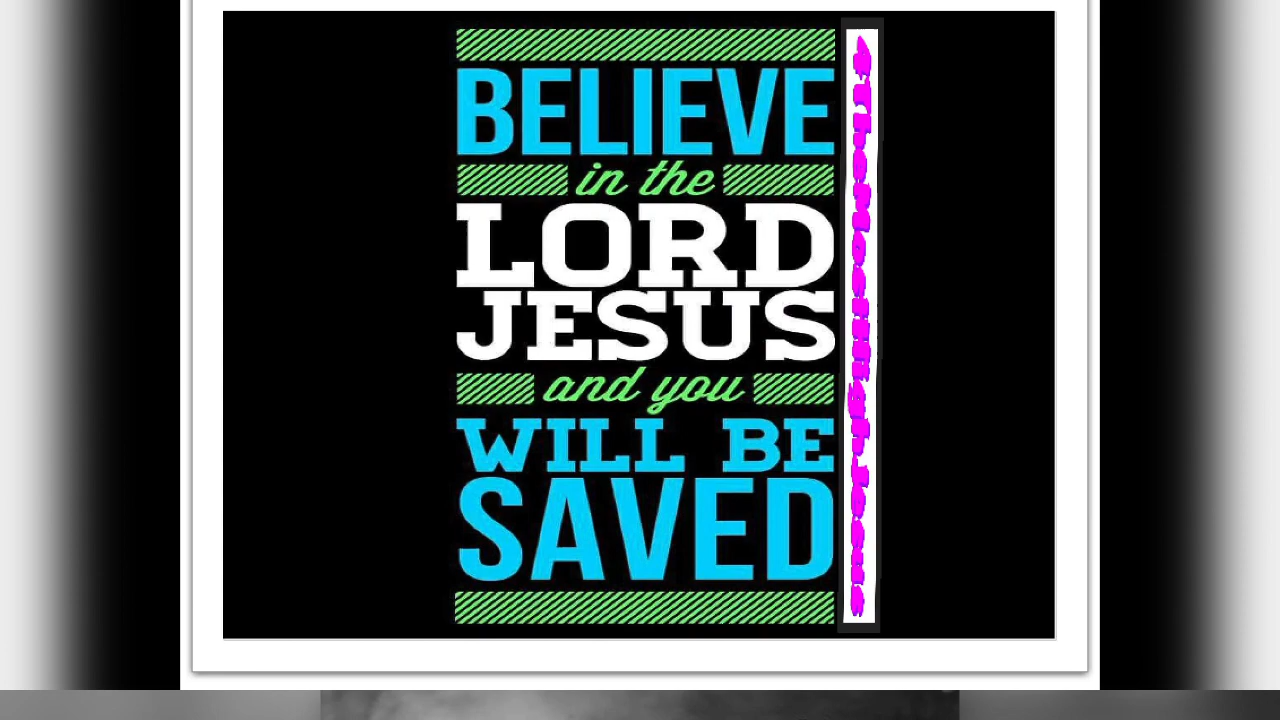 BELIEVE
in the
LORD
JESUS
and you
WILL BE
SAVED